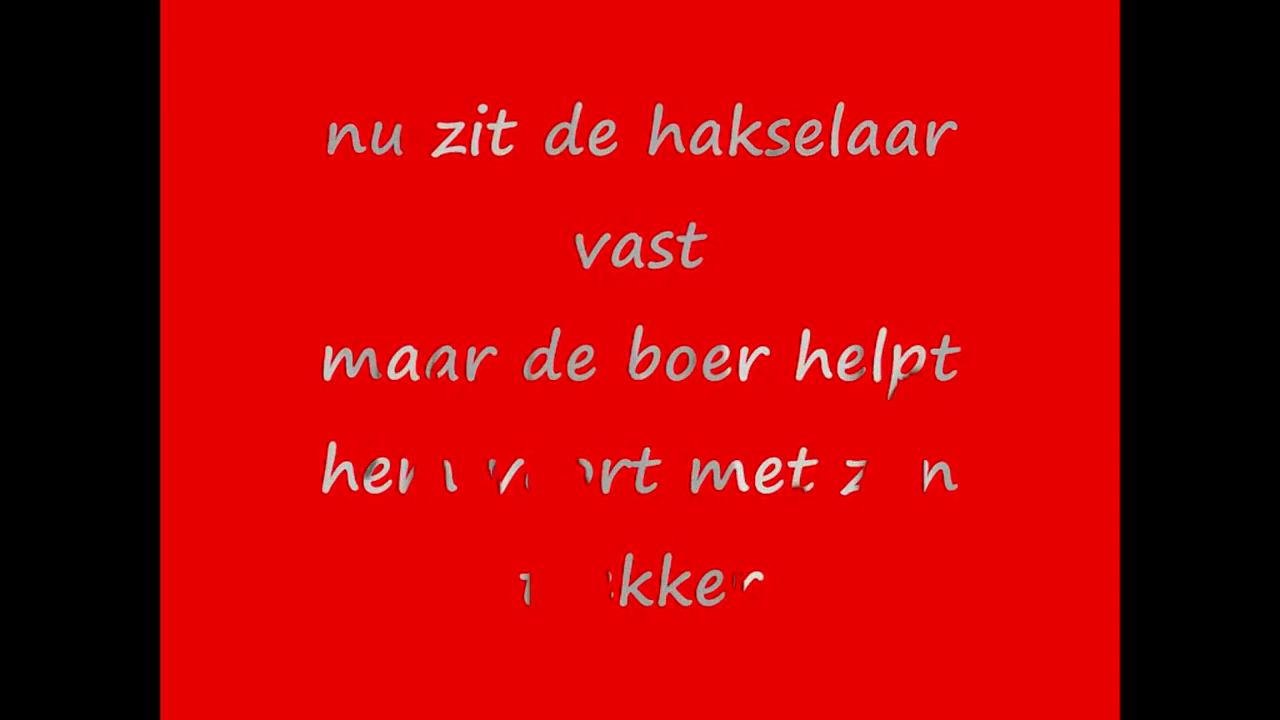 nu zit de hakselaar
vast
maar de boer helpt
met